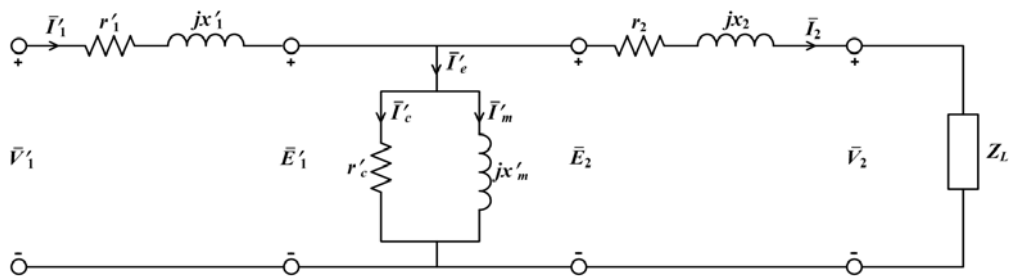 Ī′₁ r′₁ jx′₁ r₂ jx₂ Ī₂
+ + + +
Ī′ₑ
Ī′c Ī′m
V̄′₁ Ē′₁ r′c jx′m Ē₂ V̄₂ Z_L
- - - -